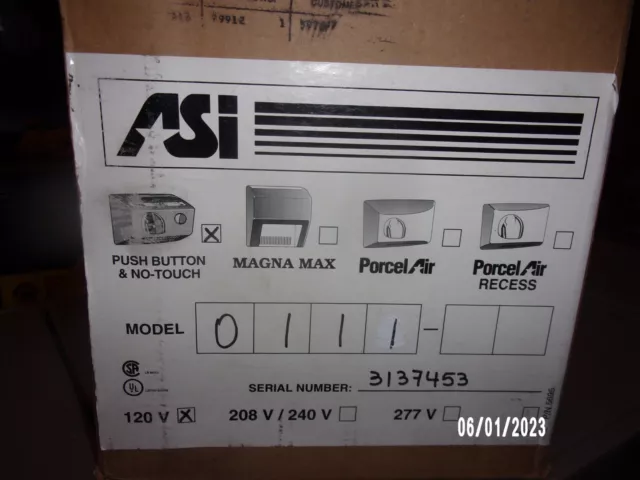 ASi
PUSH BUTTON
& NO-TOUCH
MAGNA MAX
PorcelAir
PorcelAir
RECESS
MODEL 0 1 1 1 -
SERIAL NUMBER: 3137453
120 V 208 V / 240 V 277 V
06/01/2023